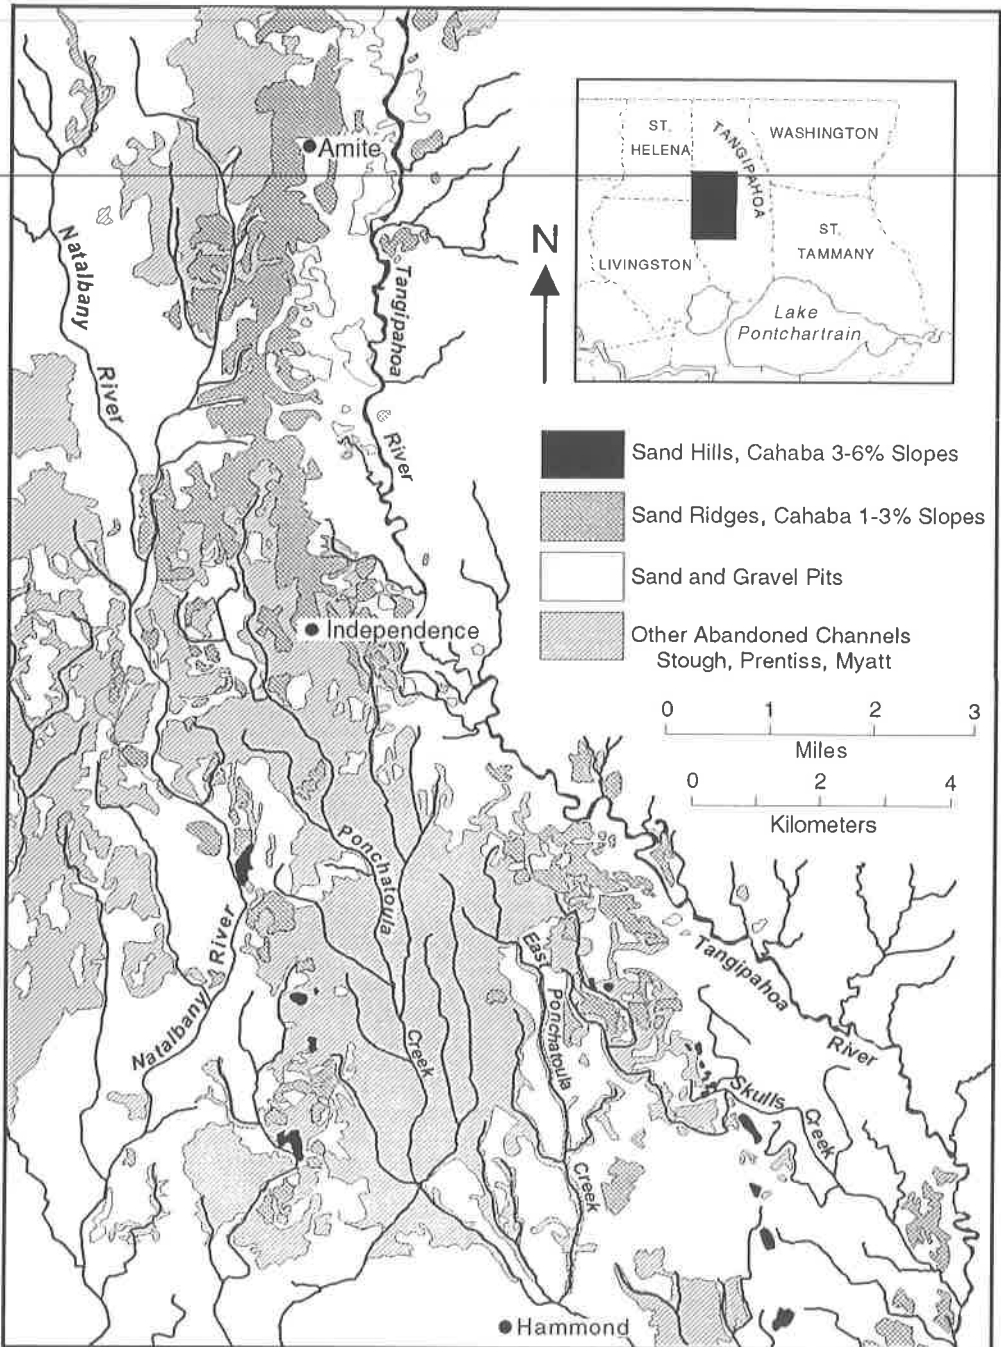 Amite
Natalbany
River
Tangipahoa
River
Independence
Ponchatoula
Creek
Natalbany
River
East
Ponchatoula
Creek
Tangipahoa
River
Skulls
Creek
Hammond
N
ST.
HELENA
TANGIPAHOA
WASHINGTON
ST.
TAMMANY
LIVINGSTON
Lake
Pontchartrain
Sand Hills, Cahaba 3-6% Slopes
Sand Ridges, Cahaba 1-3% Slopes
Sand and Gravel Pits
Other Abandoned Channels
Stough, Prentiss, Myatt
0 1 2 3
Miles
0 2 4
Kilometers